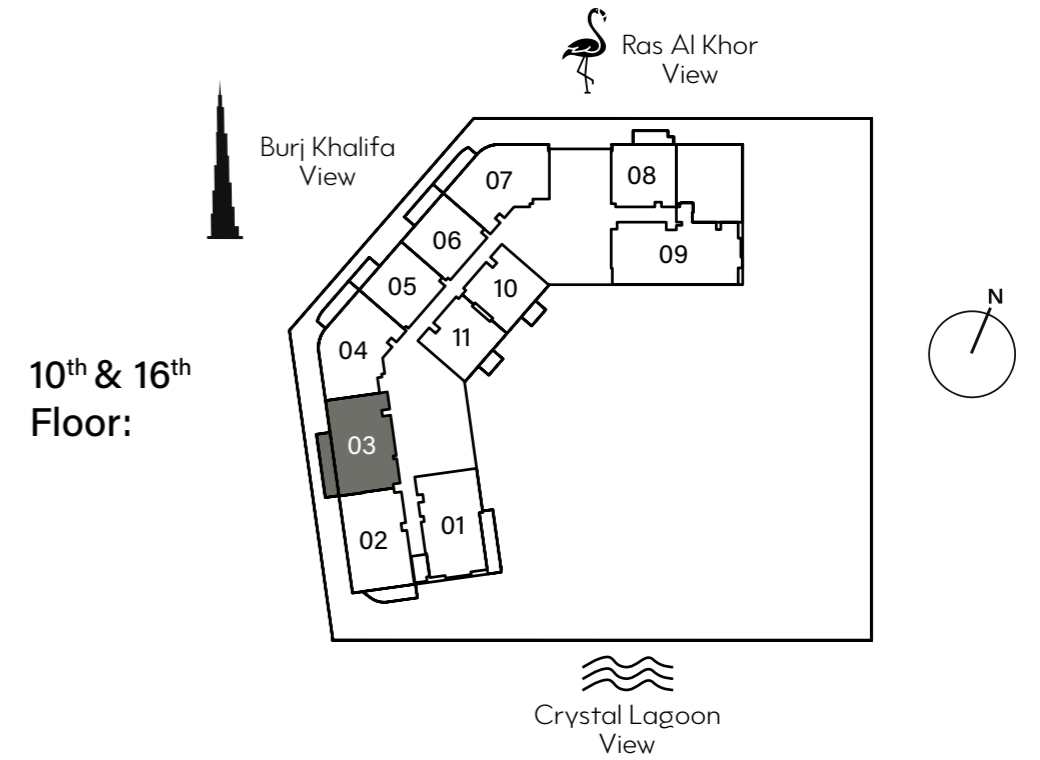 Ras Al Khor
View
Burj Khalifa
View
07
08
06
09
05
10
N
11
04
10th & 16th
Floor:
03
01
02
Crystal Lagoon
View